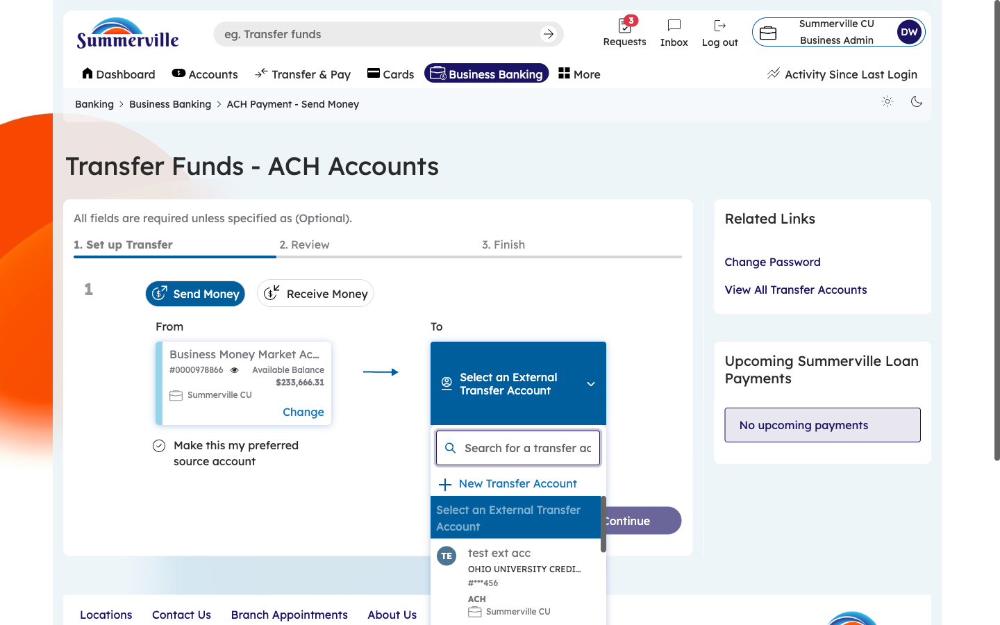 Summerville
eg. Transfer funds
3
Requests
Inbox
Log out
Summerville CU
Business Admin
DW
Dashboard
Accounts
Transfer & Pay
Cards
Business Banking
More
Activity Since Last Login
Banking > Business Banking > ACH Payment - Send Money
Transfer Funds - ACH Accounts
All fields are required unless specified as (Optional).
1. Set up Transfer
2. Review
3. Finish
1
Send Money
Receive Money
From
Business Money Market Ac...
#0000978866
Available Balance
$233,666.31
Summerville CU
Change
Make this my preferred
source account
To
Select an External
Transfer Account
Search for a transfer ac
New Transfer Account
Select an External Transfer
Account
TE
test ext acc
OHIO UNIVERSITY CREDI...
#***456
ACH
Summerville CU
Continue
Related Links
Change Password
View All Transfer Accounts
Upcoming Summerville Loan
Payments
No upcoming payments
Locations
Contact Us
Branch Appointments
About Us